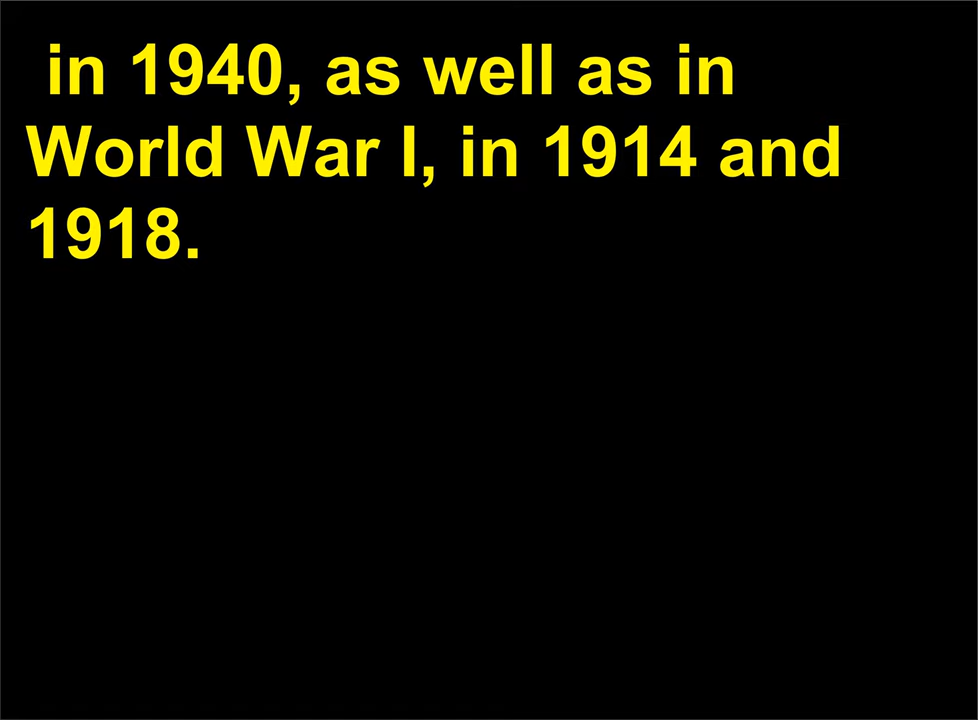 in 1940, as well as in
World War I, in 1914 and
1918.